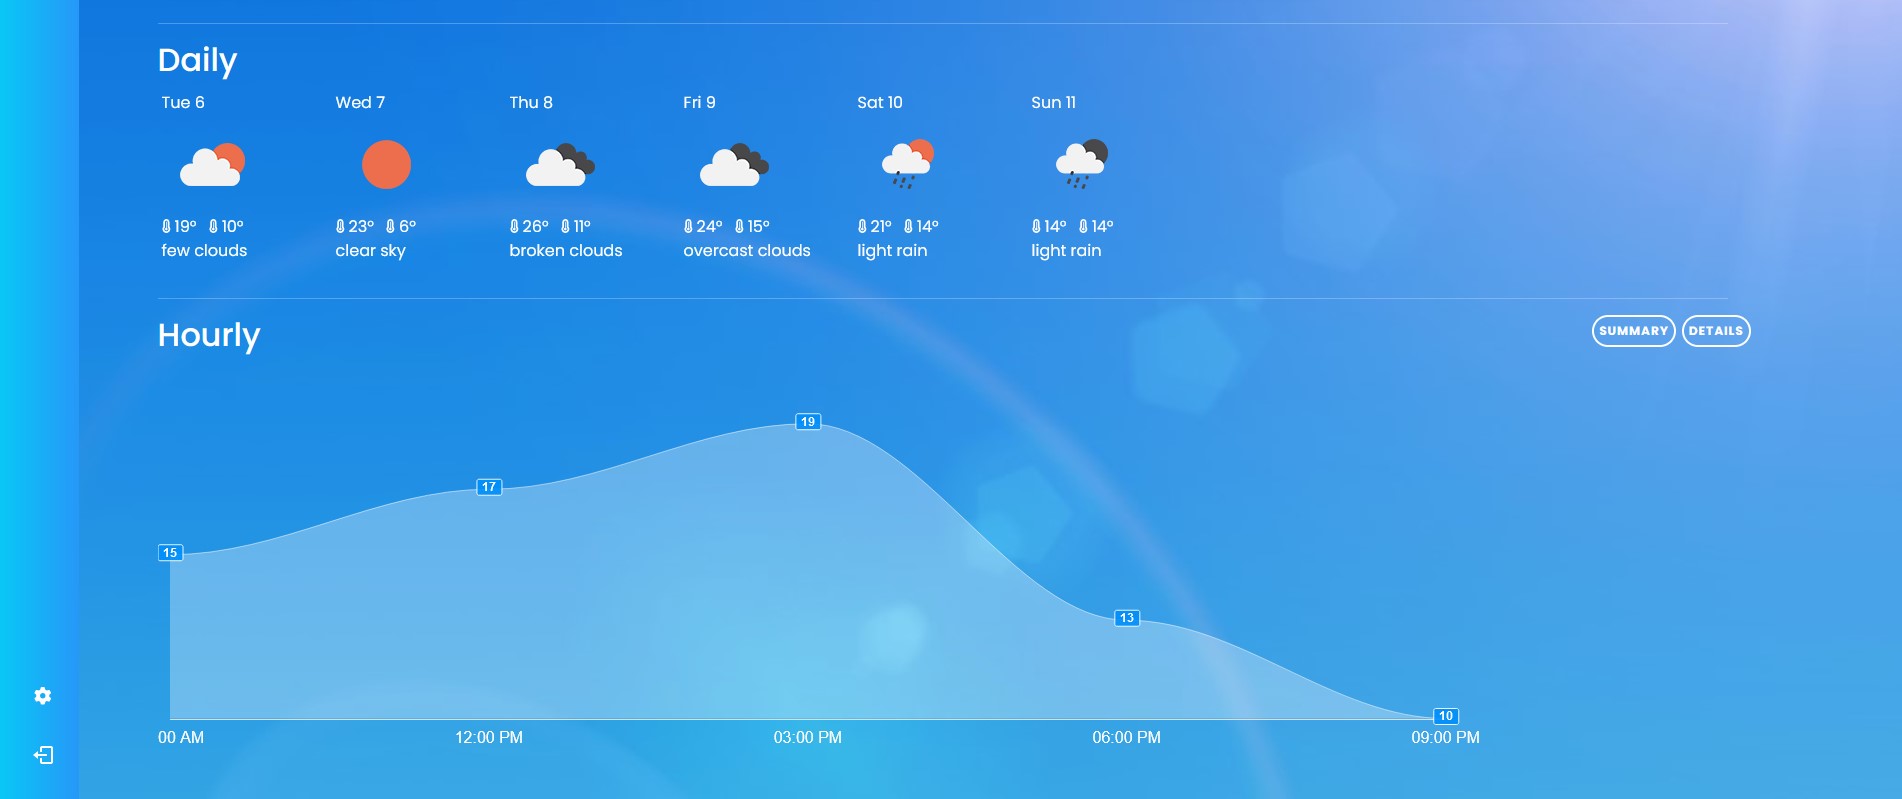 Daily
Tue 6 Wed 7 Thu 8 Fri 9 Sat 10 Sun 11
19° 10° 23° 6° 26° 11° 24° 15° 21° 14° 14° 14°
few clouds clear sky broken clouds overcast clouds light rain light rain
Hourly SUMMARY DETAILS
19
17
15
13
10
00 AM 12:00 PM 03:00 PM 06:00 PM 09:00 PM